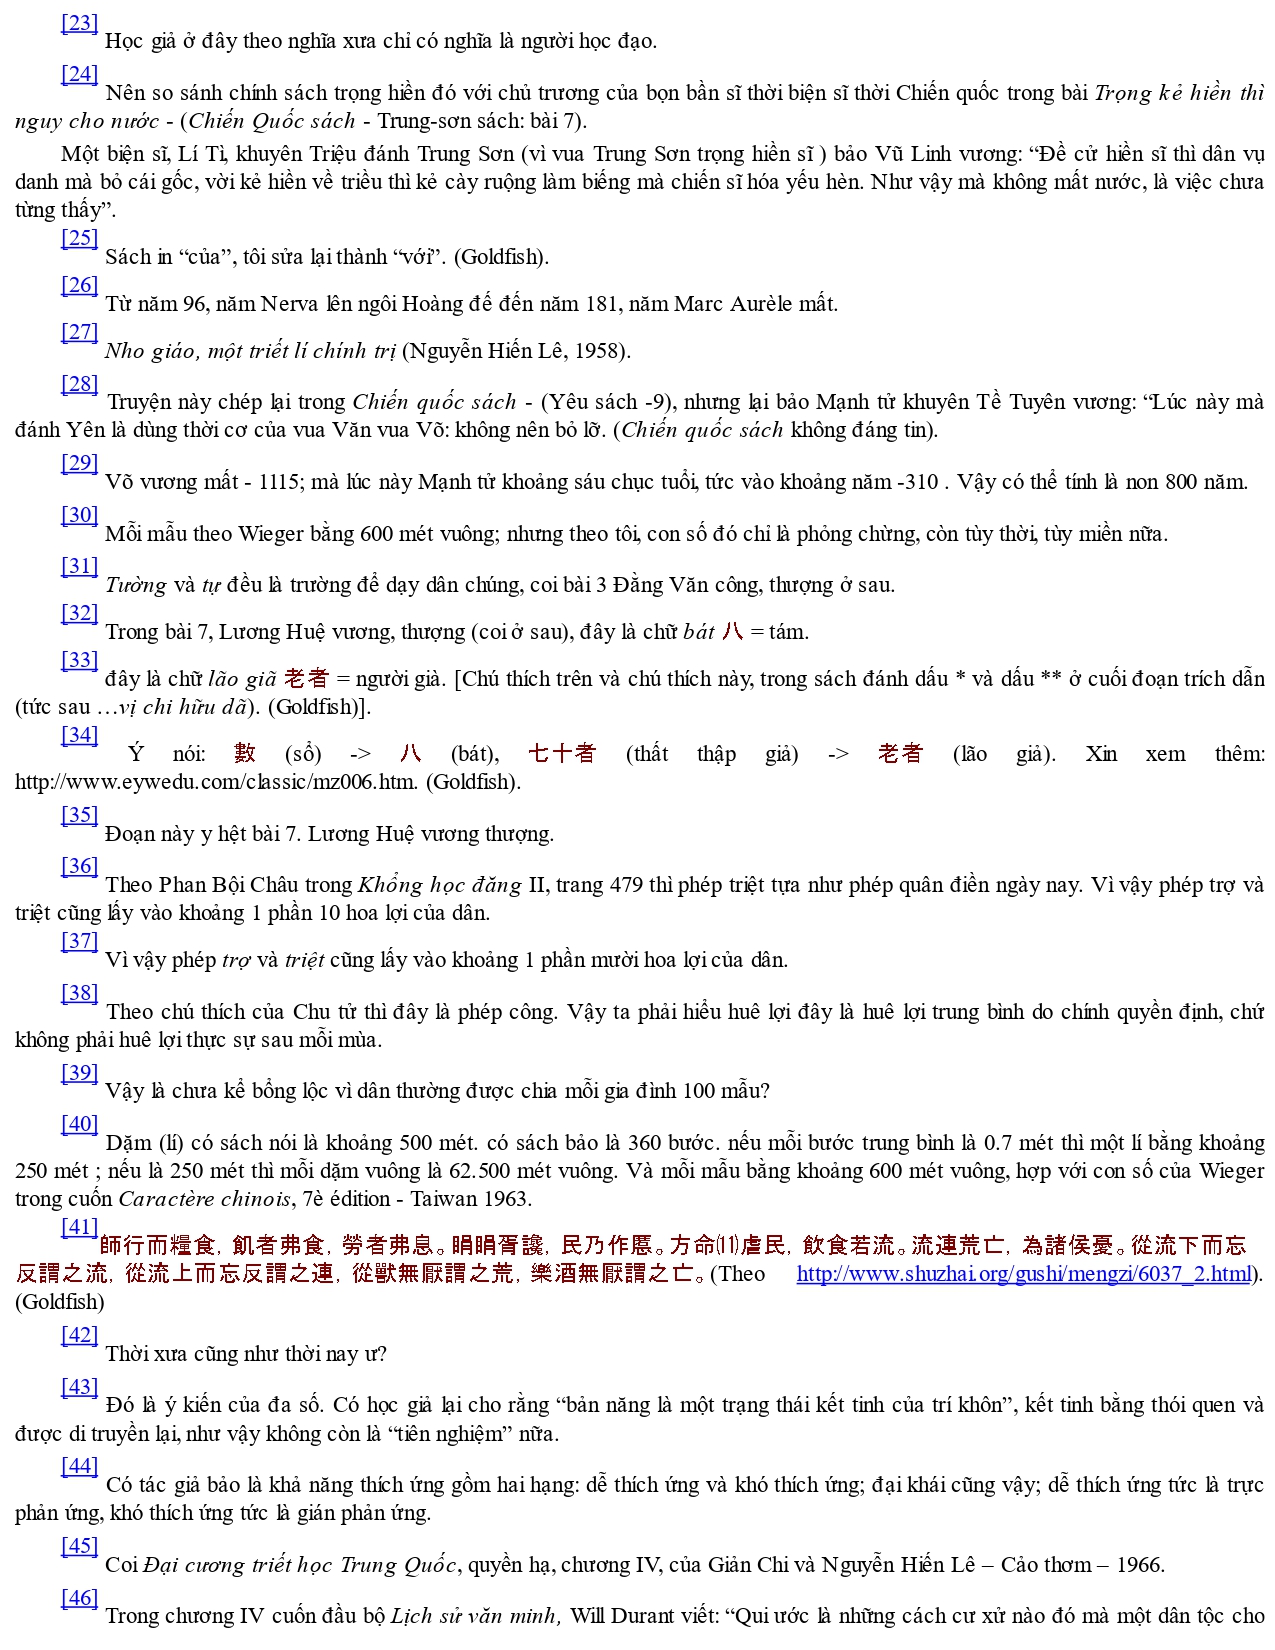 [23] Học giả ở đây theo nghĩa xưa chỉ có nghĩa là người học đạo.
[24] Nên so sánh chính sách trọng hiền đó với chủ trương của bọn bần sĩ thời biện sĩ thời Chiến quốc trong bài Trọng kẻ hiền thì
nguy cho nước - (Chiến Quốc sách - Trung-sơn sách: bài 7).
Một biện sĩ, Lí Tì, khuyên Triệu đánh Trung Sơn (vì vua Trung Sơn trọng hiền sĩ ) bảo Vũ Linh vương: “Đề cử hiền sĩ thì dân vụ
danh mà bỏ cái gốc, vời kẻ hiền về triều thì kẻ cày ruộng làm biếng mà chiến sĩ hóa yếu hèn. Như vậy mà không mất nước, là việc chưa
từng thấy”.
[25] Sách in “của”, tôi sửa lại thành “với”. (Goldfish).
[26] Từ năm 96, năm Nerva lên ngôi Hoàng đế đến năm 181, năm Marc Aurèle mất.
[27] Nho giáo, một triết lí chính trị (Nguyễn Hiến Lê, 1958).
[28] Truyện này chép lại trong Chiến quốc sách - (Yêu sách -9), nhưng lại bảo Mạnh tử khuyên Tề Tuyên vương: “Lúc này mà
đánh Yên là dùng thời cơ của vua Văn vua Võ: không nên bỏ lỡ. (Chiến quốc sách không đáng tin).
[29] Võ vương mất - 1115; mà lúc này Mạnh tử khoảng sáu chục tuổi, tức vào khoảng năm -310 . Vậy có thể tính là non 800 năm.
[30] Mỗi mẫu theo Wieger bằng 600 mét vuông; nhưng theo tôi, con số đó chỉ là phỏng chừng, còn tùy thời, tùy miền nữa.
[31] Tường và tự đều là trường để dạy dân chúng, coi bài 3 Đằng Văn công, thượng ở sau.
[32] Trong bài 7, Lương Huệ vương, thượng (coi ở sau), đây là chữ bát 八 = tám.
[33] đây là chữ lão giã 老者 = người già. [Chú thích trên và chú thích này, trong sách đánh dấu * và dấu ** ở cuối đoạn trích dẫn
(tức sau …vị chi hữu dã). (Goldfish)].
[34] Ý nói: 數 (sổ) -> 八 (bát), 七十者 (thất thập giả) -> 老者 (lão giả). Xin xem thêm:
http://www.eywedu.com/classic/mz006.htm. (Goldfish).
[35] Đoạn này y hệt bài 7. Lương Huệ vương thượng.
[36] Theo Phan Bội Châu trong Khổng học đăng II, trang 479 thì phép triệt tựa như phép quân điền ngày nay. Vì vậy phép trợ và
triệt cũng lấy vào khoảng 1 phần 10 hoa lợi của dân.
[37] Vì vậy phép trợ và triệt cũng lấy vào khoảng 1 phần mười hoa lợi của dân.
[38] Theo chú thích của Chu tử thì đây là phép công. Vậy ta phải hiểu huê lợi đây là huê lợi trung bình do chính quyền định, chứ
không phải huê lợi thực sự sau mỗi mùa.
[39] Vậy là chưa kể bổng lộc vì dân thường được chia mỗi gia đình 100 mẫu?
[40] Dặm (lí) có sách nói là khoảng 500 mét. có sách bảo là 360 bước. nếu mỗi bước trung bình là 0.7 mét thì một lí bằng khoảng
250 mét ; nếu là 250 mét thì mỗi dặm vuông là 62.500 mét vuông. Và mỗi mẫu bằng khoảng 600 mét vuông, hợp với con số của Wieger
trong cuốn Caractère chinois, 7è édition - Taiwan 1963.
[41] 師行而糧食，飢者弗食，勞者弗息。睊睊胥讒，民乃作慝。方命⑾虐民，飲食若流。流連荒亡，為諸侯憂。從流下而忘
反謂之流，從流上而忘反謂之連，從獸無厭謂之荒，樂酒無厭謂之亡。(Theo http://www.shuzhai.org/gushi/mengzi/6037_2.html).
(Goldfish)
[42] Thời xưa cũng như thời nay ư?
[43] Đó là ý kiến của đa số. Có học giả lại cho rằng “bản năng là một trạng thái kết tinh của trí khôn”, kết tinh bằng thói quen và
được di truyền lại, như vậy không còn là “tiên nghiệm” nữa.
[44] Có tác giả bảo là khả năng thích ứng gồm hai hạng: dễ thích ứng và khó thích ứng; đại khái cũng vậy; dễ thích ứng tức là trực
phản ứng, khó thích ứng tức là gián phản ứng.
[45] Coi Đại cương triết học Trung Quốc, quyền hạ, chương IV, của Giản Chi và Nguyễn Hiến Lê – Cảo thơm – 1966.
[46] Trong chương IV cuốn đầu bộ Lịch sử văn minh, Will Durant viết: “Qui ước là những cách cư xử nào đó mà một dân tộc cho